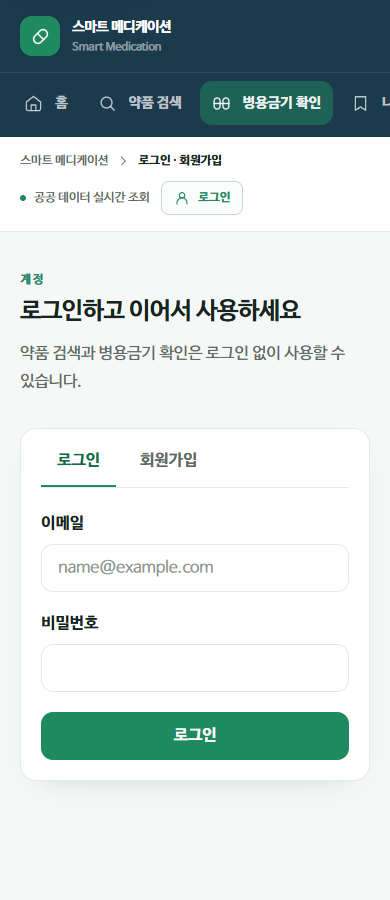 스마트 메디케이션
Smart Medication
홈
약품 검색
병용금기 확인
스마트 메디케이션
로그인 · 회원가입
공공 데이터 실시간 조회
로그인
계정
로그인하고 이어서 사용하세요
약품 검색과 병용금기 확인은 로그인 없이 사용할 수
있습니다.
로그인
회원가입
이메일
name@example.com
비밀번호
로그인